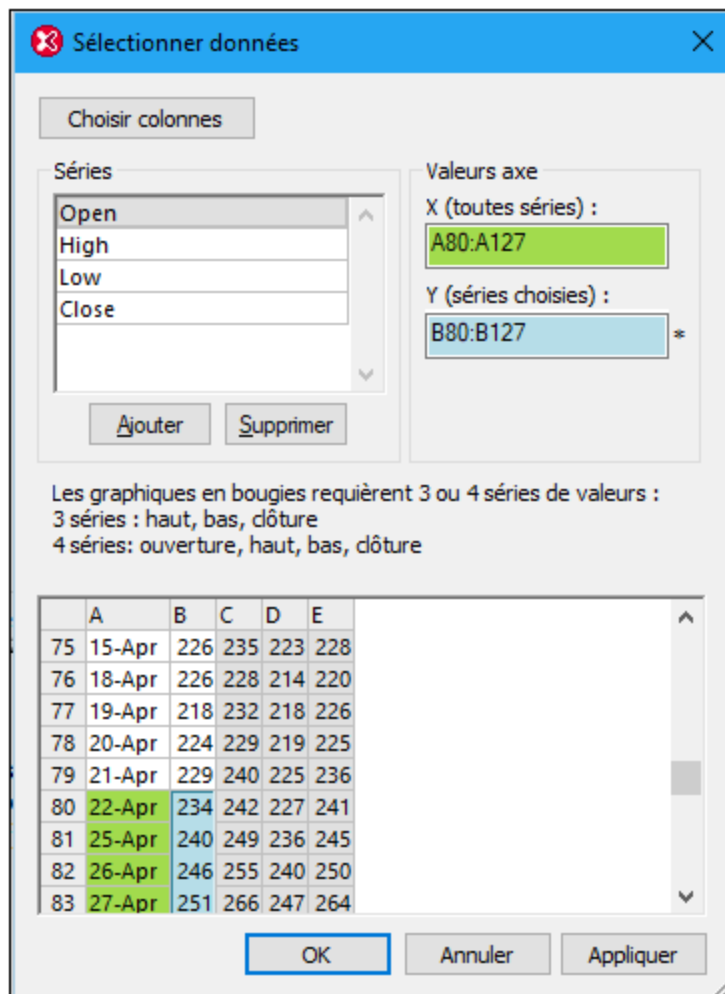 Sélectionner données
Choisir colonnes
Séries
Open
High
Low
Close
Ajouter Supprimer
Valeurs axe
X (toutes séries) :
A80:A127
Y (séries choisies) :
B80:B127 *
Les graphiques en bougies requièrent 3 ou 4 séries de valeurs :
3 séries : haut, bas, clôture
4 séries: ouverture, haut, bas, clôture
A B C D E
75 15-Apr 226 235 223 228
76 18-Apr 226 228 214 220
77 19-Apr 218 232 218 226
78 20-Apr 224 229 219 225
79 21-Apr 229 240 225 236
80 22-Apr 234 242 227 241
81 25-Apr 240 249 236 245
82 26-Apr 246 255 240 250
83 27-Apr 251 266 247 264
OK Annuler Appliquer